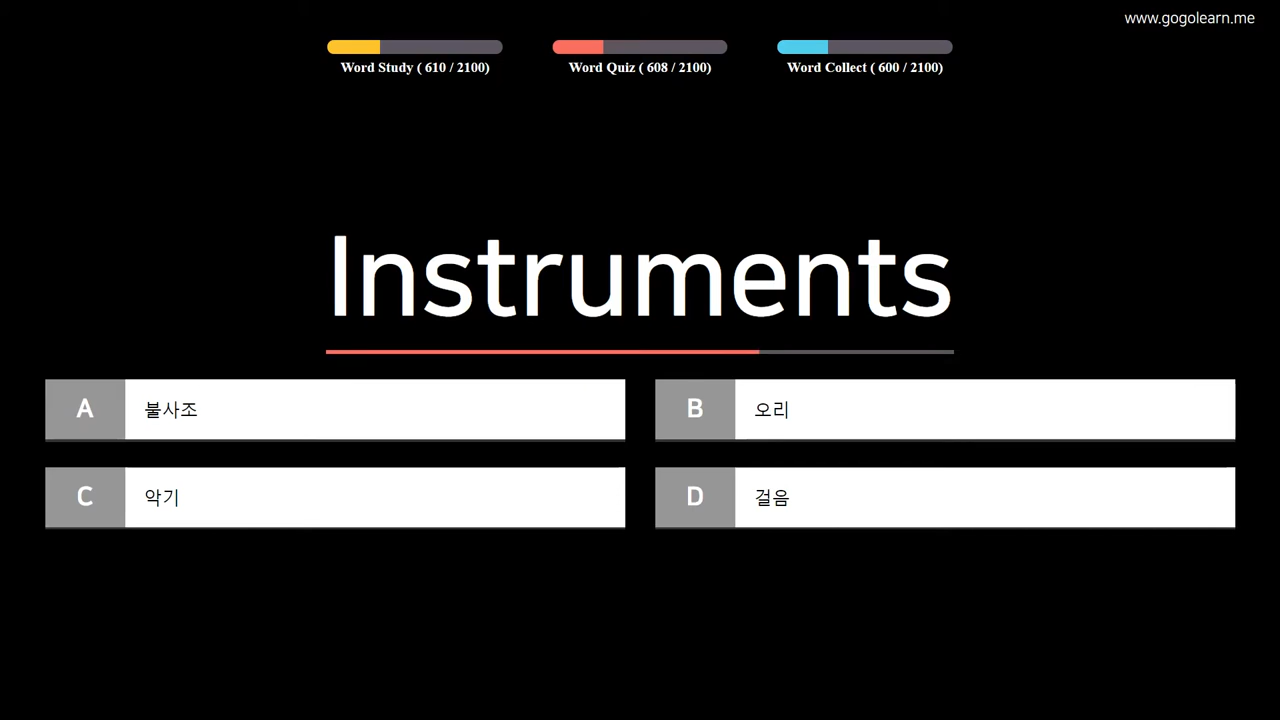 www.gogolearn.me
Word Study ( 610 / 2100)
Word Quiz ( 608 / 2100)
Word Collect ( 600 / 2100)
Instruments
A 불사조
B 오리
C 악기
D 걸음